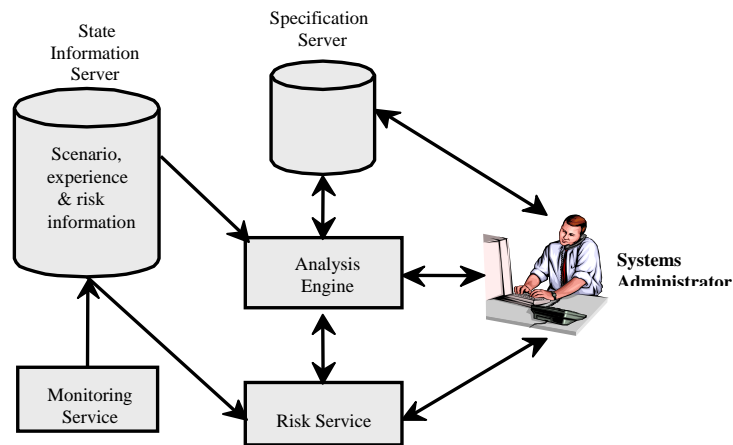 State
Information
Server
Specification
Server
Scenario,
experience
& risk
information
Analysis
Engine
Systems
Administrator
Monitoring
Service
Risk Service